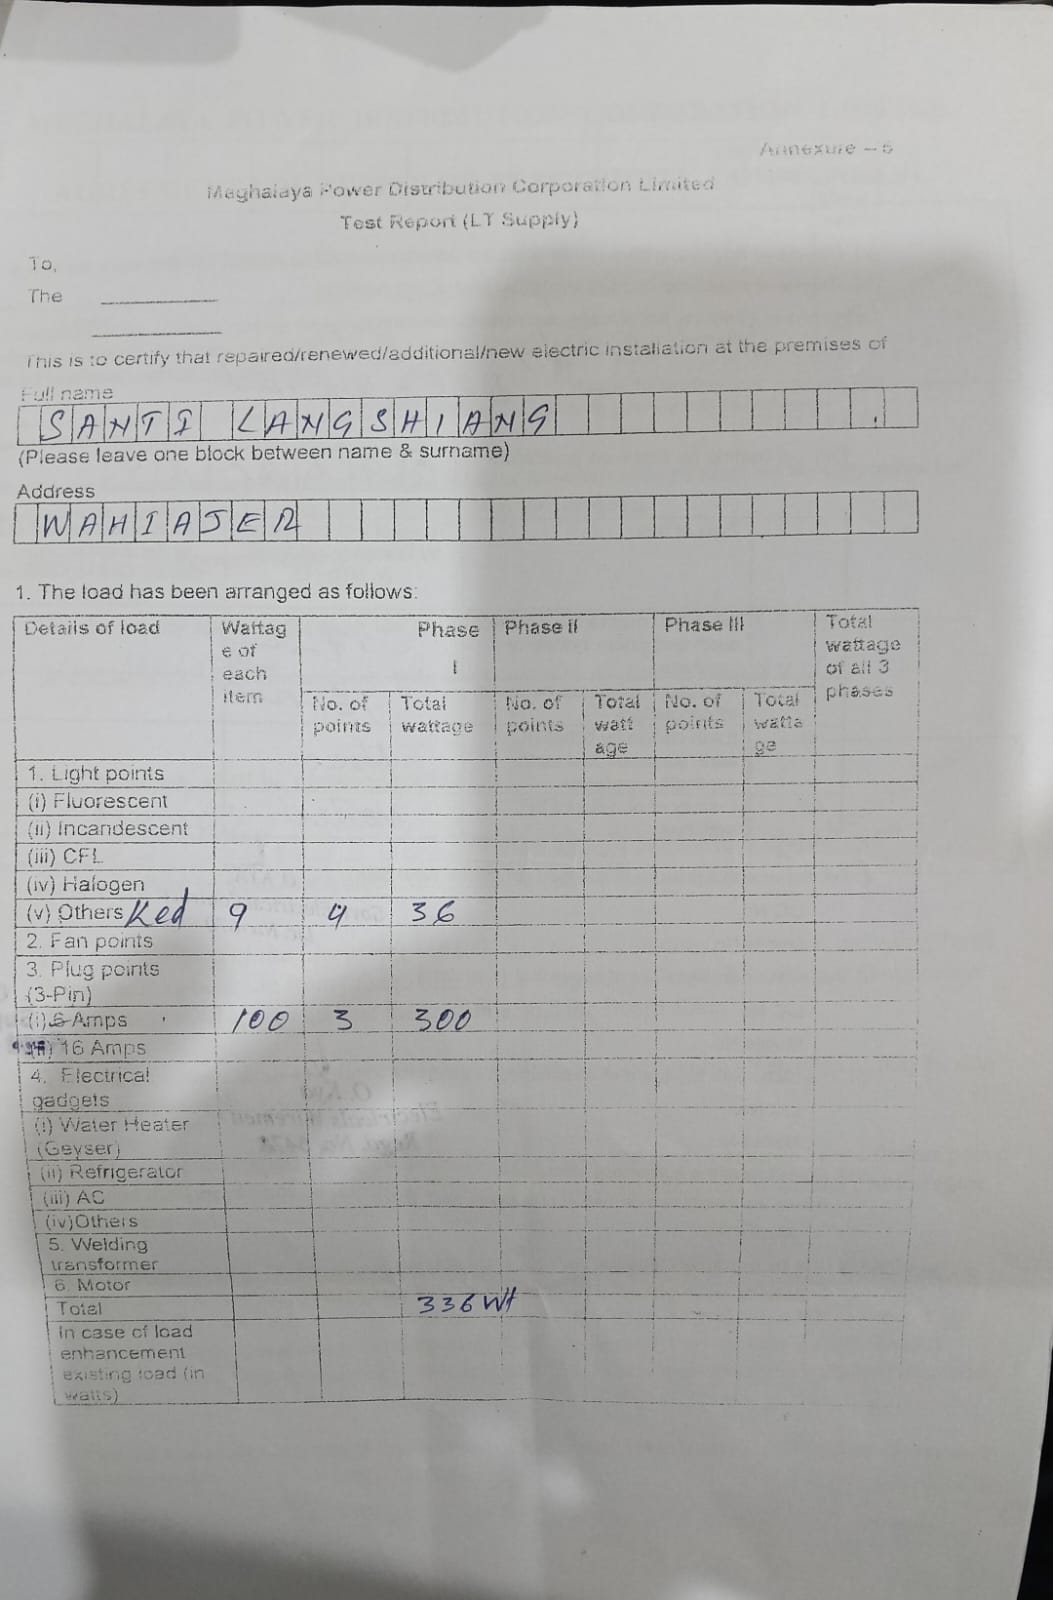 Annexure – 5
Meghalaya Power Distribution Corporation Limited
Test Report (LT Supply)
To,
The
This is to certify that repaired/renewed/additional/new electric installation at the premises of
Full name
SANTI LANGSHIANG
(Please leave one block between name & surname)
Address
WAHIAJER
1. The load has been arranged as follows:
Details of load Wattag e of each item Phase I Phase II Phase III Total wattage of all 3 phases
No. of points Total wattage No. of points Total watt age No. of points Total watta ge
1. Light points
(i) Fluorescent
(ii) Incandescent
(iii) CFL
(iv) Halogen
(v) Others Led 9 4 36
2. Fan points
3. Plug points
(3-Pin)
(i) 5 Amps 100 3 300
16 Amps
4. Electrical
gadgets
(i) Water Heater
(Geyser)
(ii) Refrigerator
(iii) AC
(iv) Others
5. Welding
transformer
6. Motor
Total 336 Wt
In case of load
enhancement
existing load (in
watts)